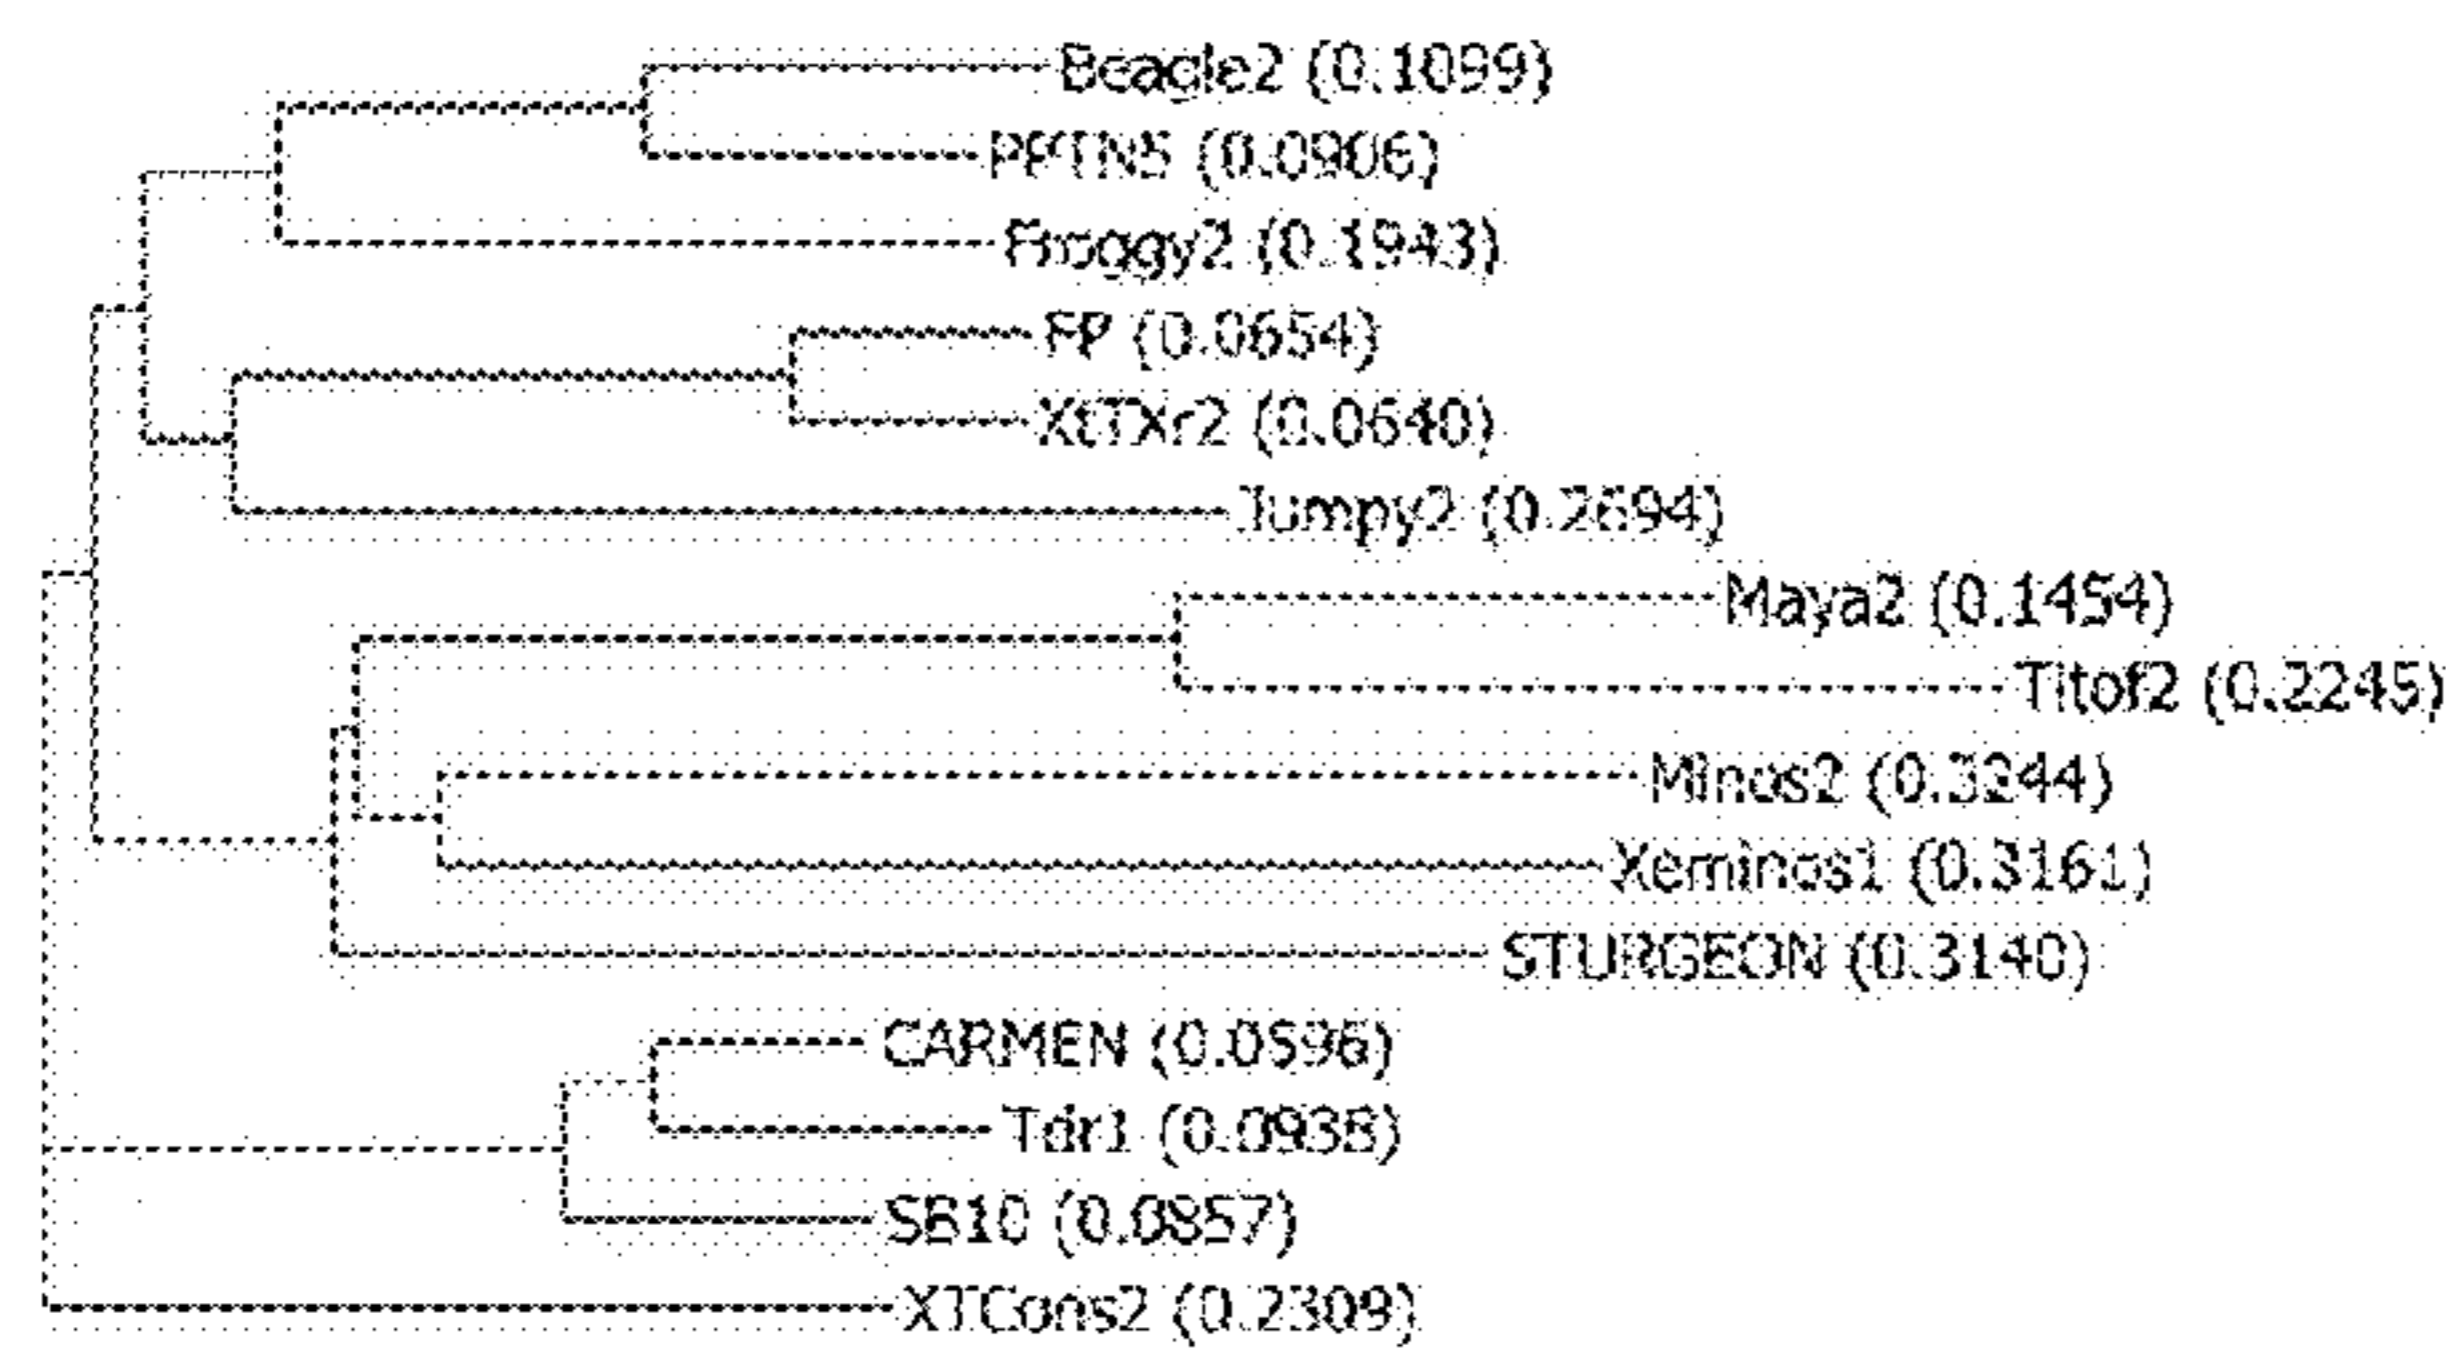 Beagle2 (0.1099)
PPTN5 (0.0906)
Froggy2 (0.1943)
FP (0.0654)
XtTXr2 (0.0640)
Jumpy2 (0.2694)
Maya2 (0.1454)
Titof2 (0.2245)
Minos2 (0.3244)
Xeminos1 (0.3161)
STURGEON (0.3140)
CARMEN (0.0596)
Tdr1 (0.0938)
SB10 (0.0857)
XTCons2 (0.2309)